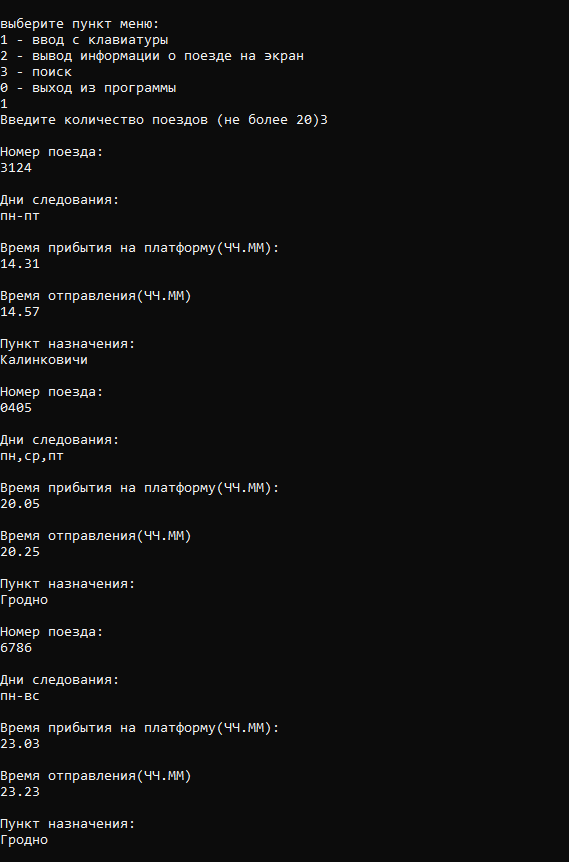 выберите пункт меню:
1 - ввод с клавиатуры
2 - вывод информации о поезде на экран
3 - поиск
0 - выход из программы
1
Введите количество поездов (не более 20)3
Номер поезда:
3124
Дни следования:
пн-пт
Время прибытия на платформу(ЧЧ.ММ):
14.31
Время отправления(ЧЧ.ММ)
14.57
Пункт назначения:
Калинковичи
Номер поезда:
0405
Дни следования:
пн,ср,пт
Время прибытия на платформу(ЧЧ.ММ):
20.05
Время отправления(ЧЧ.ММ)
20.25
Пункт назначения:
Гродно
Номер поезда:
6786
Дни следования:
пн-вс
Время прибытия на платформу(ЧЧ.ММ):
23.03
Время отправления(ЧЧ.ММ)
23.23
Пункт назначения:
Гродно